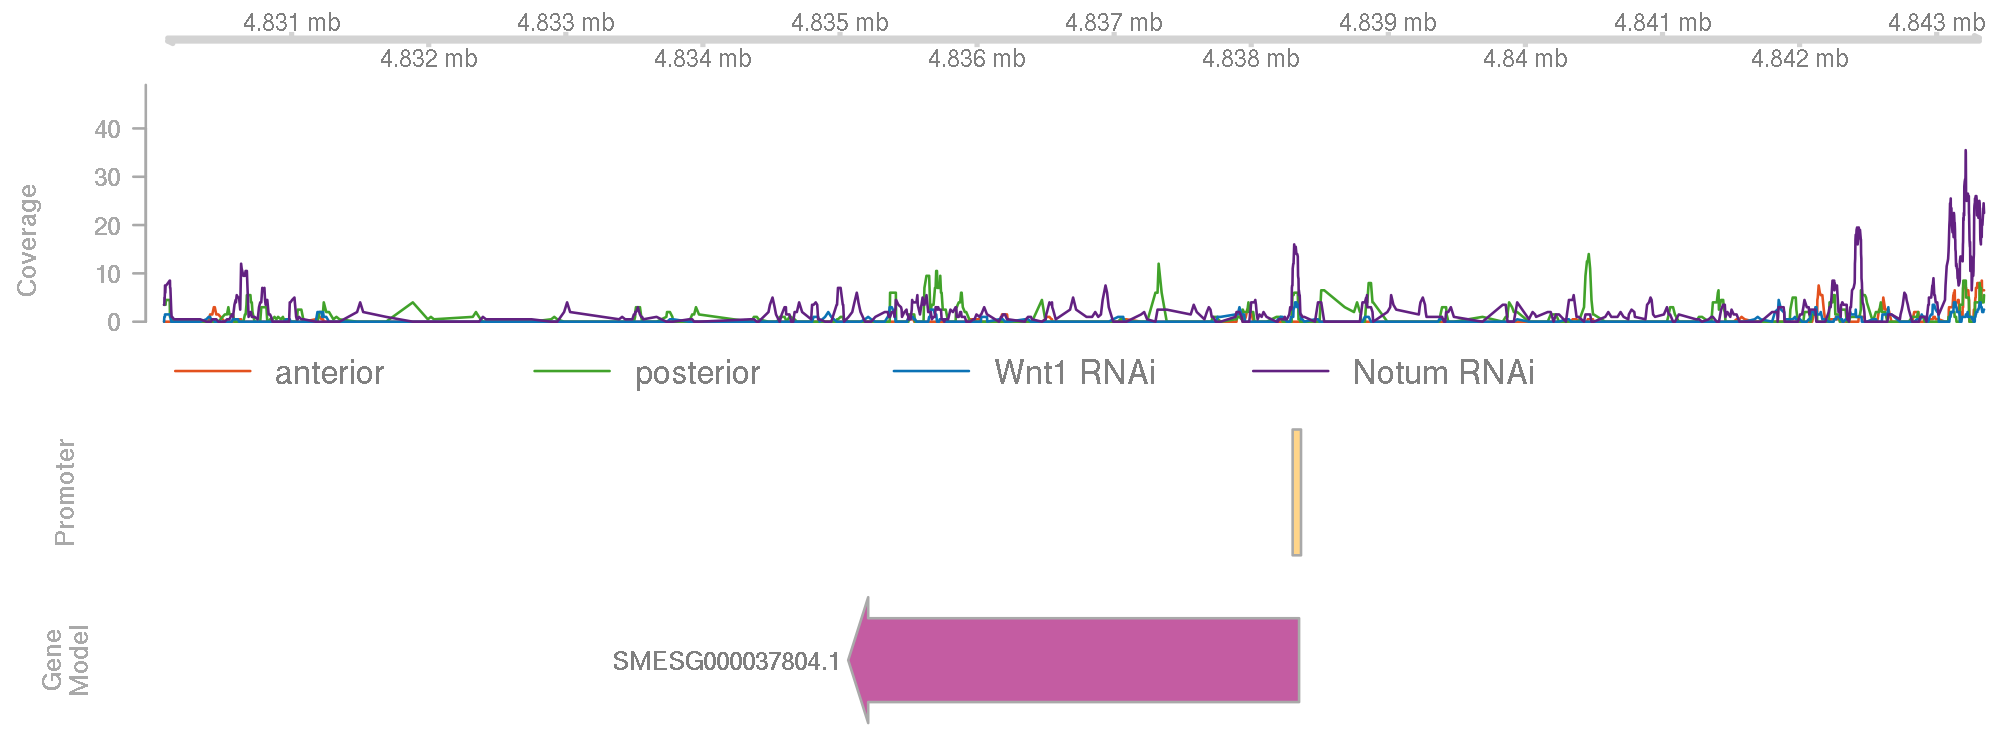 4.831 mb 4.833 mb 4.835 mb 4.837 mb 4.839 mb 4.841 mb 4.843 mb
4.832 mb 4.834 mb 4.836 mb 4.838 mb 4.84 mb 4.842 mb
Coverage
40
30
20
10
0
anterior posterior Wnt1 RNAi Notum RNAi
Promoter
Gene
Model
SMESG000037804.1